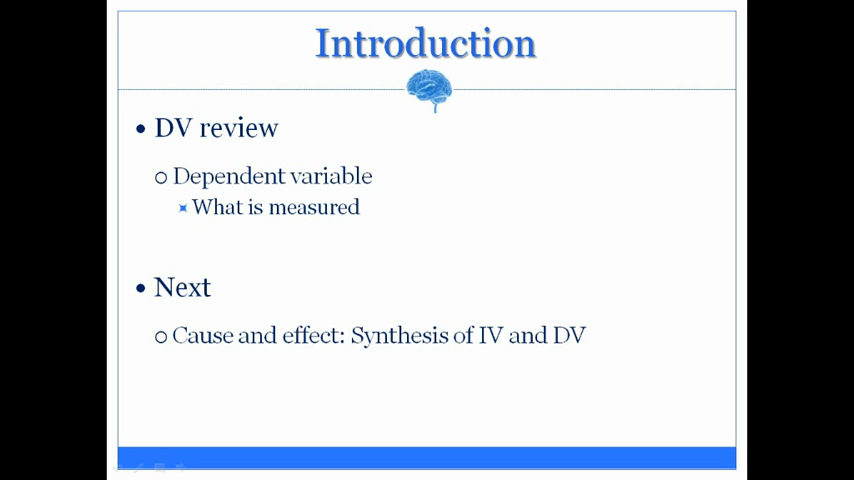 Introduction
DV review
Dependent variable
What is measured
Next
Cause and effect: Synthesis of IV and DV